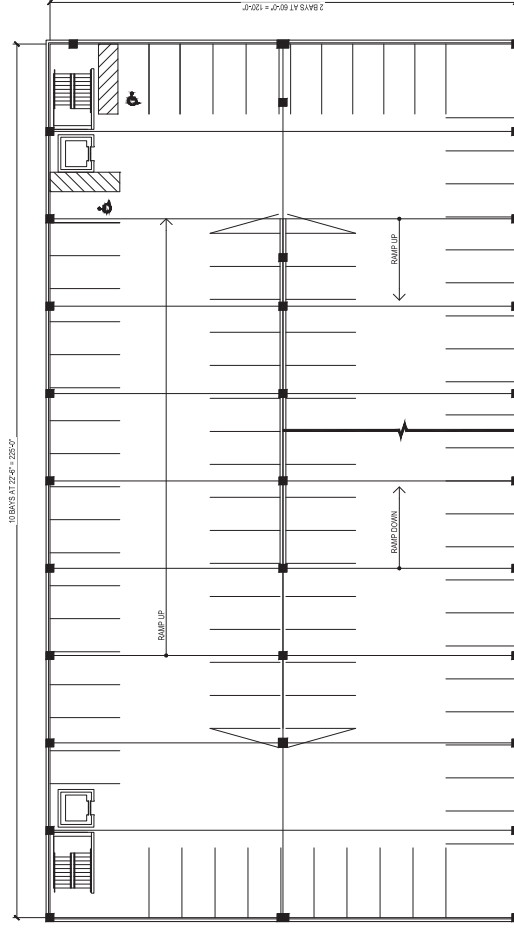 2 BAYS AT 60'-0" = 120'-0"
RAMP UP
10 BAYS AT 22'-6" = 225'-0"
RAMP DOWN
RAMP UP